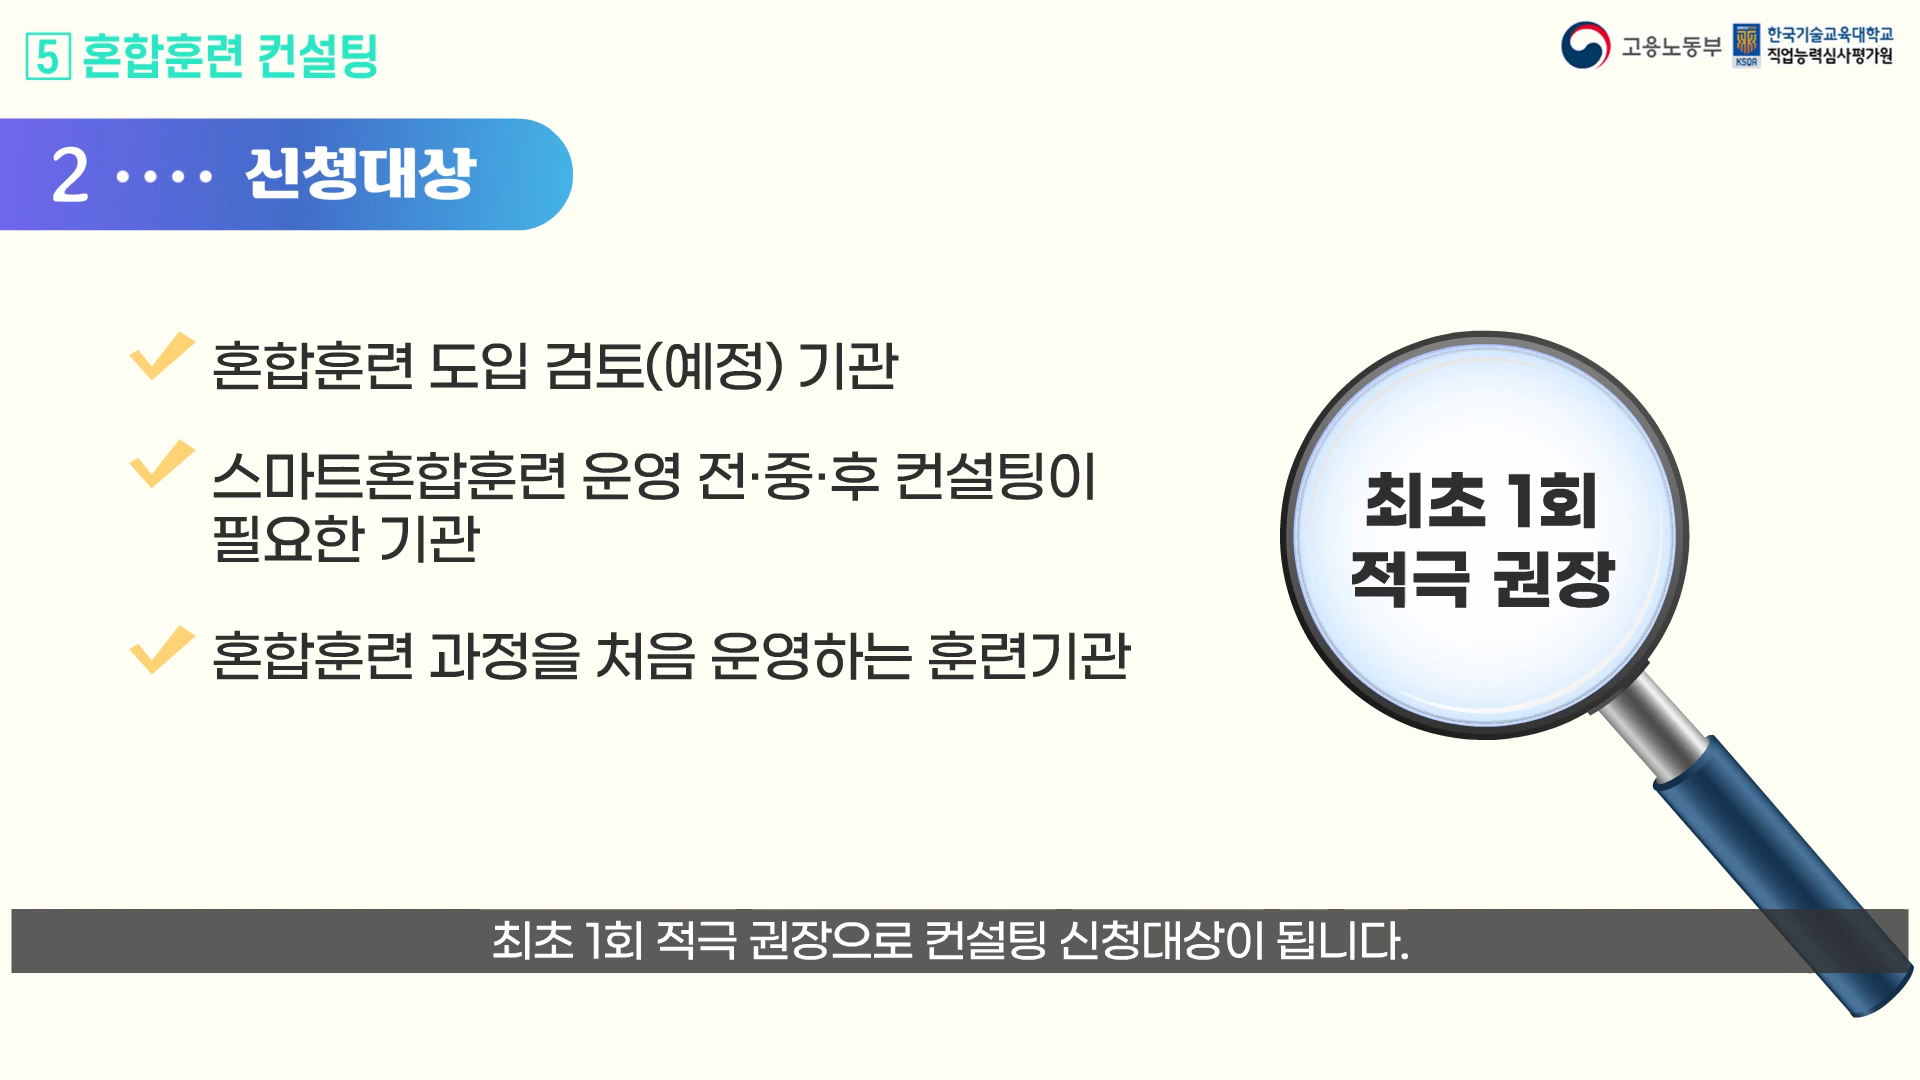 5 혼합훈련 컨설팅
고용노동부
한국기술교육대학교
직업능력심사평가원
KSQA
2 ···· 신청대상
혼합훈련 도입 검토(예정) 기관
스마트혼합훈련 운영 전·중·후 컨설팅이
필요한 기관
혼합훈련 과정을 처음 운영하는 훈련기관
최초 1회
적극 권장
최초 1회 적극 권장으로 컨설팅 신청대상이 됩니다.